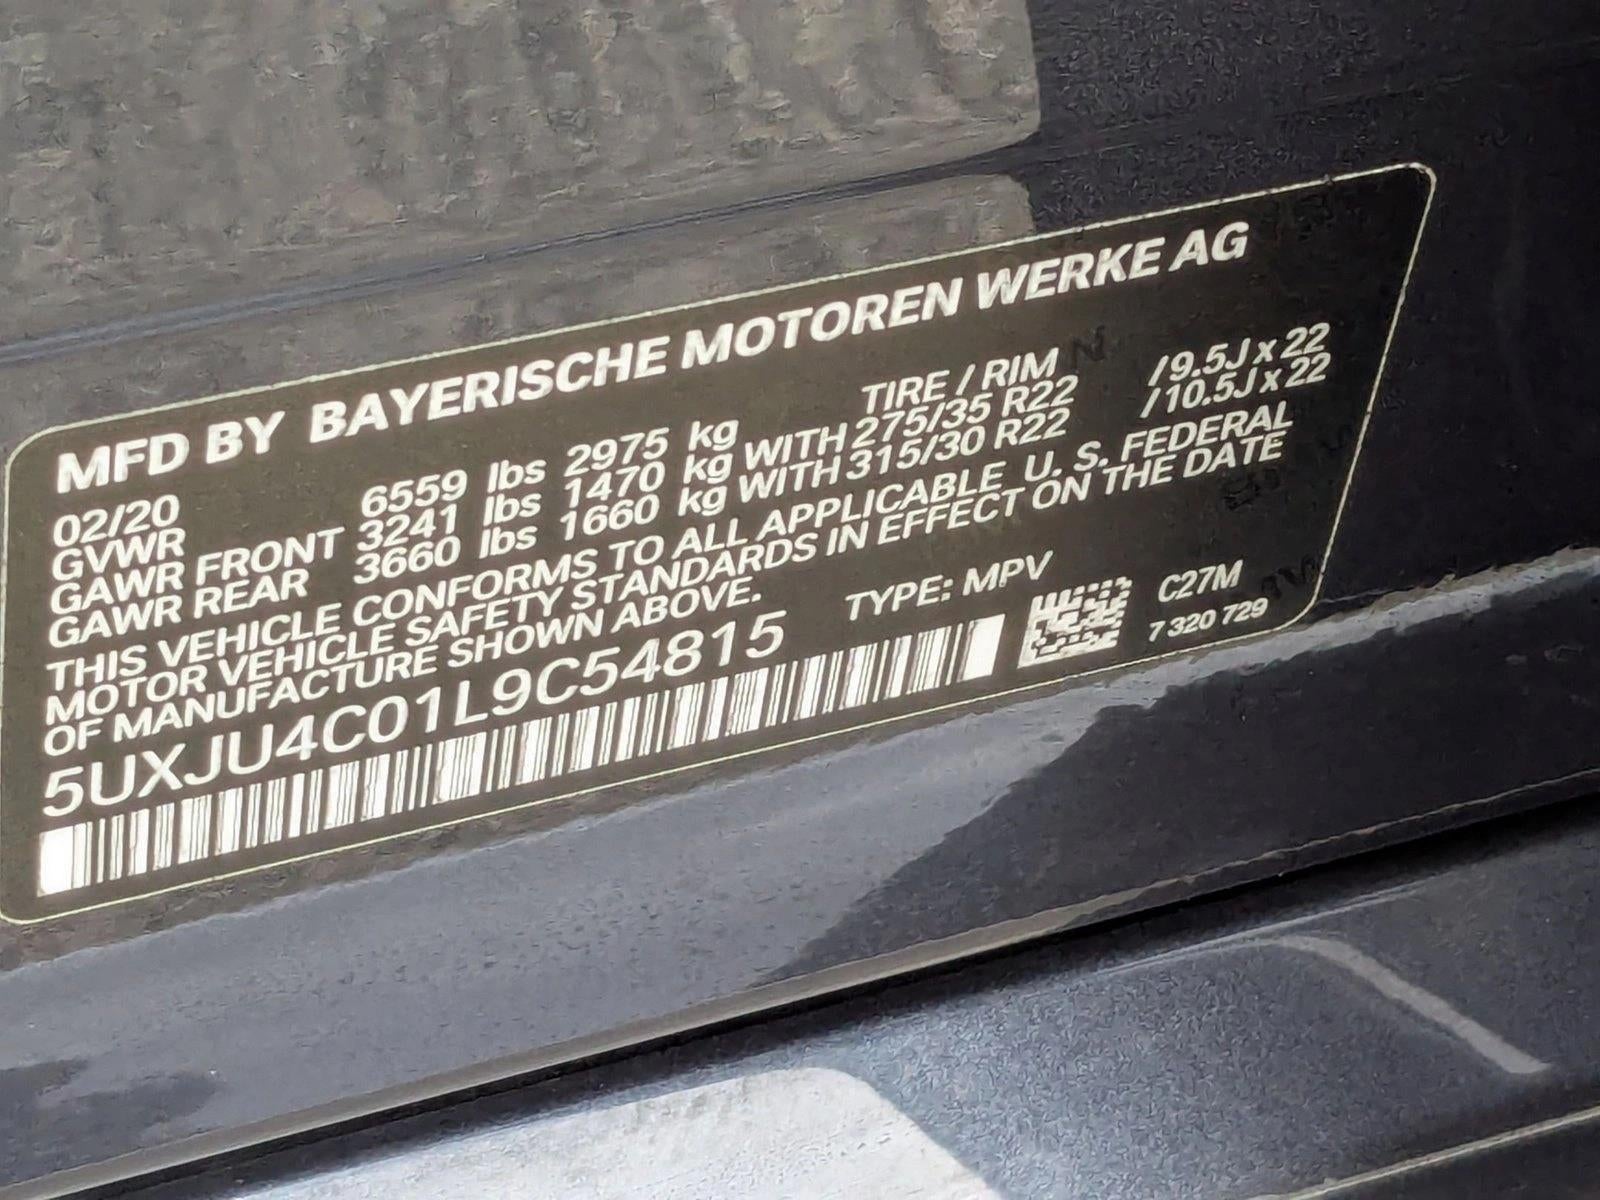 MFD BY BAYERISCHE MOTOREN WERKE AG
02/20 TIRE / RIM
GVWR 6559 lbs 2975 kg
GAWR FRONT 3241 lbs 1470 kg WITH 275/35 R22 /9.5J x 22
GAWR REAR 3660 lbs 1660 kg WITH 315/30 R22 /10.5J x 22
THIS VEHICLE CONFORMS TO ALL APPLICABLE U. S. FEDERAL
MOTOR VEHICLE SAFETY STANDARDS IN EFFECT ON THE DATE
OF MANUFACTURE SHOWN ABOVE.
5UXJU4C01L9C54815 TYPE: MPV C27M
7 320 729